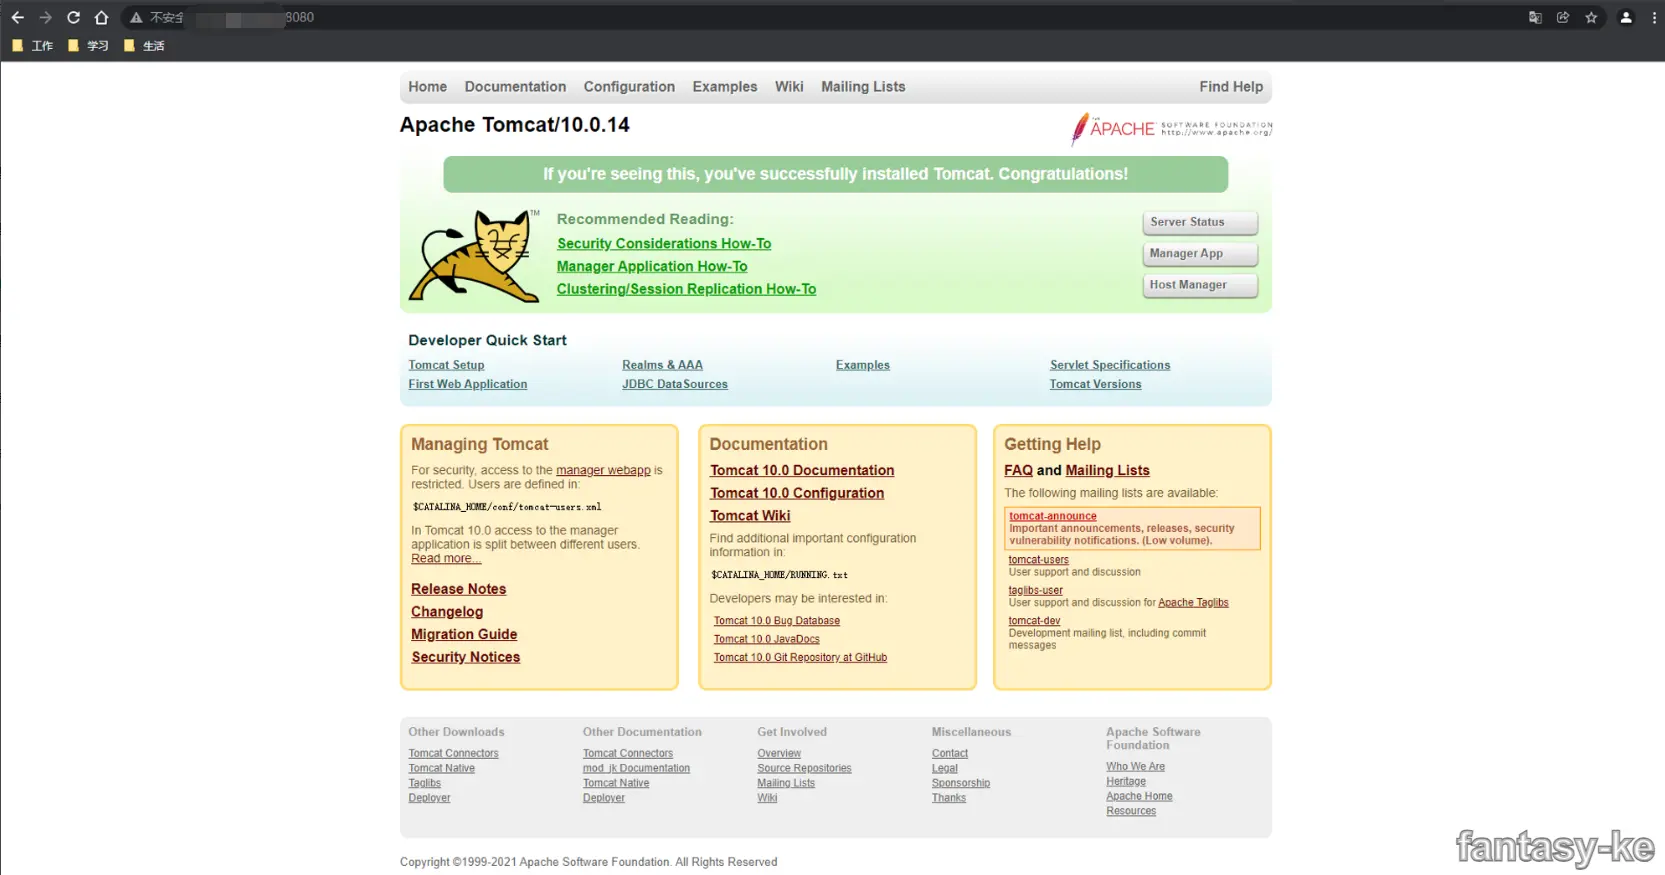 不安全 8080
工作 学习 生活
Home Documentation Configuration Examples Wiki Mailing Lists Find Help
Apache Tomcat/10.0.14
THE APACHE SOFTWARE FOUNDATION
http://www.apache.org/
If you're seeing this, you've successfully installed Tomcat. Congratulations!
TM
Recommended Reading:
Security Considerations How-To
Manager Application How-To
Clustering/Session Replication How-To
Server Status
Manager App
Host Manager
Developer Quick Start
Tomcat Setup
First Web Application
Realms & AAA
JDBC DataSources
Examples
Servlet Specifications
Tomcat Versions
Managing Tomcat
For security, access to the manager webapp is
restricted. Users are defined in:
$CATALINA_HOME/conf/tomcat-users.xml
In Tomcat 10.0 access to the manager
application is split between different users.
Read more...
Release Notes
Changelog
Migration Guide
Security Notices
Documentation
Tomcat 10.0 Documentation
Tomcat 10.0 Configuration
Tomcat Wiki
Find additional important configuration
information in:
$CATALINA_HOME/RUNNING.txt
Developers may be interested in:
Tomcat 10.0 Bug Database
Tomcat 10.0 JavaDocs
Tomcat 10.0 Git Repository at GitHub
Getting Help
FAQ and Mailing Lists
The following mailing lists are available:
tomcat-announce
Important announcements, releases, security
vulnerability notifications. (Low volume).
tomcat-users
User support and discussion
taglibs-user
User support and discussion for Apache Taglibs
tomcat-dev
Development mailing list, including commit
messages
Other Downloads
Tomcat Connectors
Tomcat Native
Taglibs
Deployer
Other Documentation
Tomcat Connectors
mod_jk Documentation
Tomcat Native
Deployer
Get Involved
Overview
Source Repositories
Mailing Lists
Wiki
Miscellaneous
Contact
Legal
Sponsorship
Thanks
Apache Software
Foundation
Who We Are
Heritage
Apache Home
Resources
Copyright ©1999-2021 Apache Software Foundation. All Rights Reserved
fantasy-ke